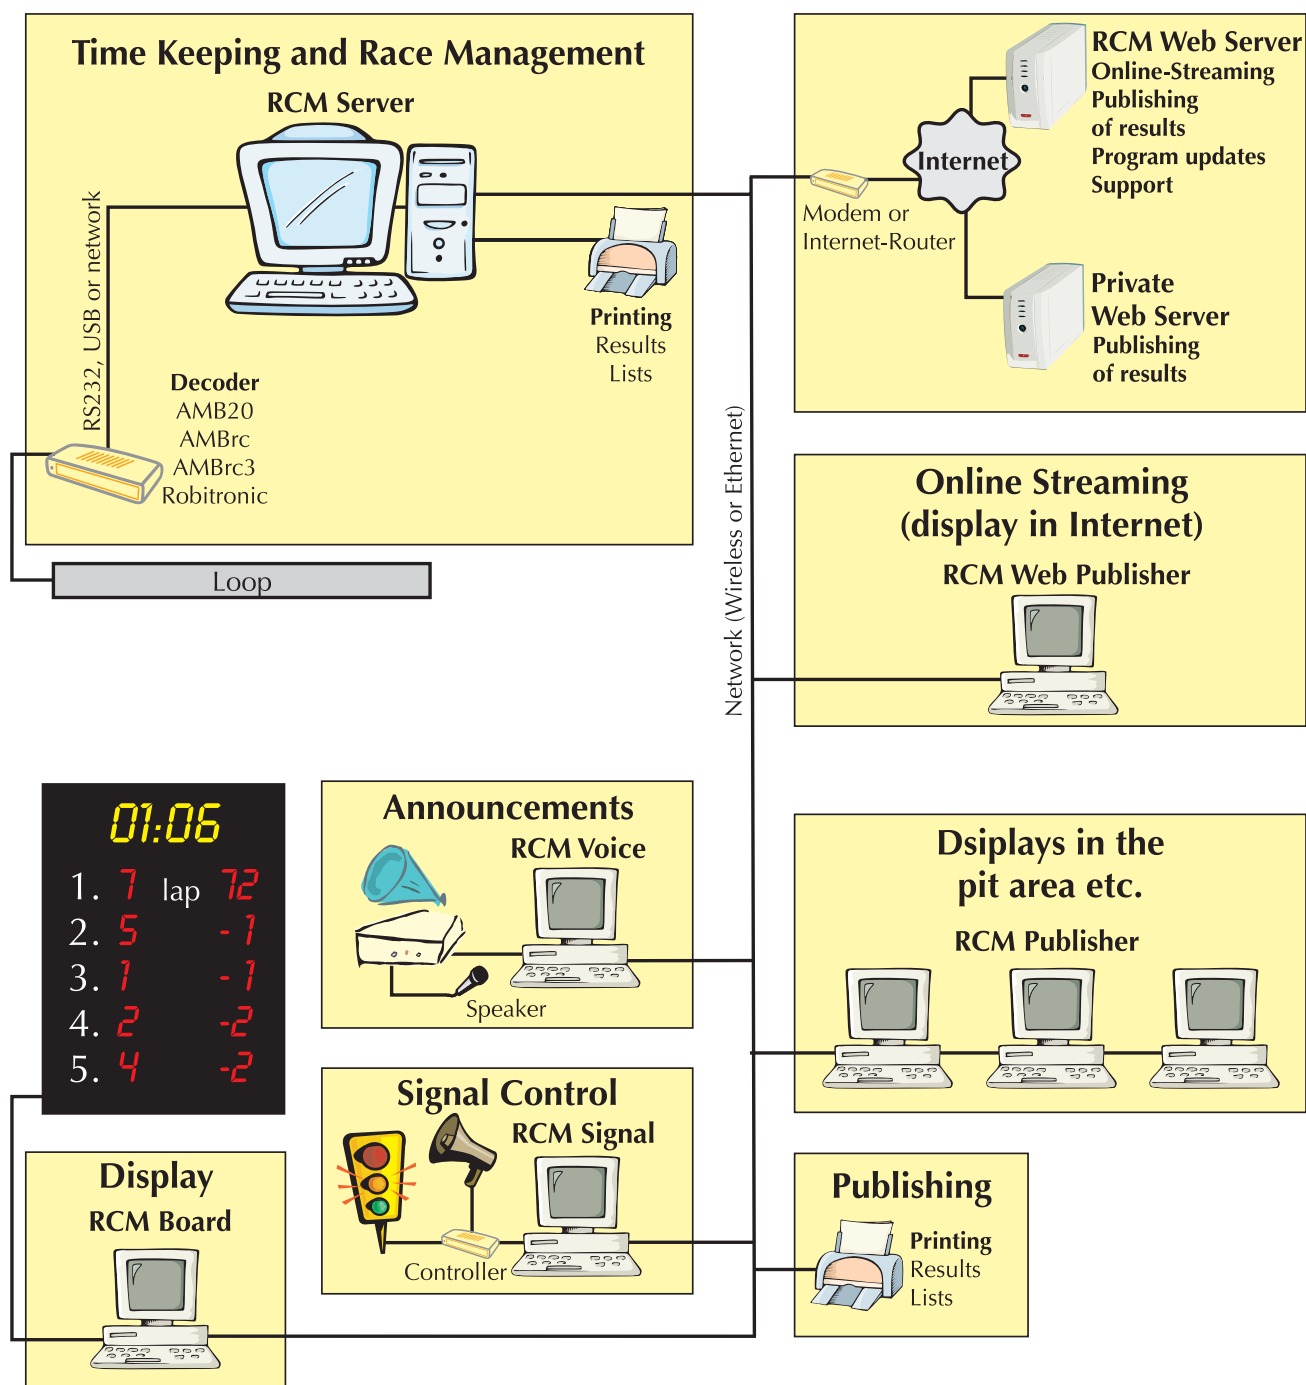 Time Keeping and Race Management
RCM Server
RS232, USB or network
Printing
Results
Lists
Decoder
AMB20
AMBrc
AMBrc3
Robitronic
Loop
Network (Wireless or Ethernet)
RCM Web Server
Online-Streaming
Publishing
of results
Program updates
Support
Internet
Modem or
Internet-Router
Private
Web Server
Publishing
of results
Online Streaming
(display in Internet)
RCM Web Publisher
01:06
1. 7 lap 72
2. 5 -1
3. 1 -1
4. 2 -2
5. 4 -2
Announcements
RCM Voice
Speaker
Dsiplays in the
pit area etc.
RCM Publisher
Signal Control
RCM Signal
Controller
Display
RCM Board
Publishing
Printing
Results
Lists